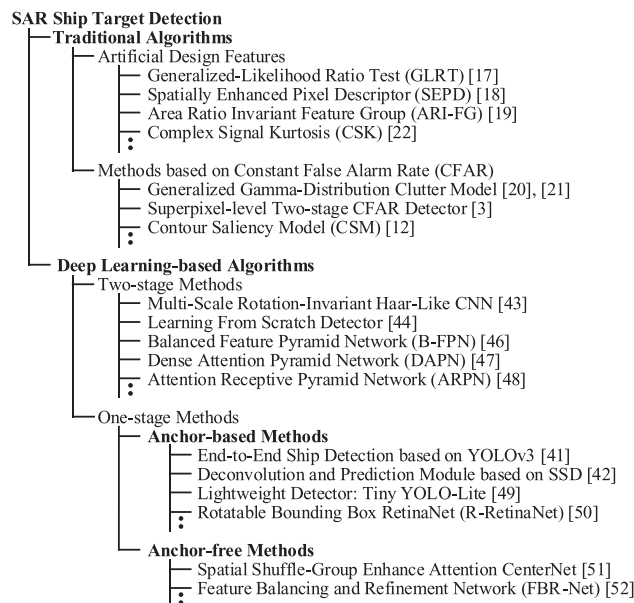 SAR Ship Target Detection
Traditional Algorithms
Artificial Design Features
Generalized-Likelihood Ratio Test (GLRT) [17]
Spatially Enhanced Pixel Descriptor (SEPD) [18]
Area Ratio Invariant Feature Group (ARI-FG) [19]
Complex Signal Kurtosis (CSK) [22]
Methods based on Constant False Alarm Rate (CFAR)
Generalized Gamma-Distribution Clutter Model [20], [21]
Superpixel-level Two-stage CFAR Detector [3]
Contour Saliency Model (CSM) [12]
Deep Learning-based Algorithms
Two-stage Methods
Multi-Scale Rotation-Invariant Haar-Like CNN [43]
Learning From Scratch Detector [44]
Balanced Feature Pyramid Network (B-FPN) [46]
Dense Attention Pyramid Network (DAPN) [47]
Attention Receptive Pyramid Network (ARPN) [48]
One-stage Methods
Anchor-based Methods
End-to-End Ship Detection based on YOLOv3 [41]
Deconvolution and Prediction Module based on SSD [42]
Lightweight Detector: Tiny YOLO-Lite [49]
Rotatable Bounding Box RetinaNet (R-RetinaNet) [50]
Anchor-free Methods
Spatial Shuffle-Group Enhance Attention CenterNet [51]
Feature Balancing and Refinement Network (FBR-Net) [52]